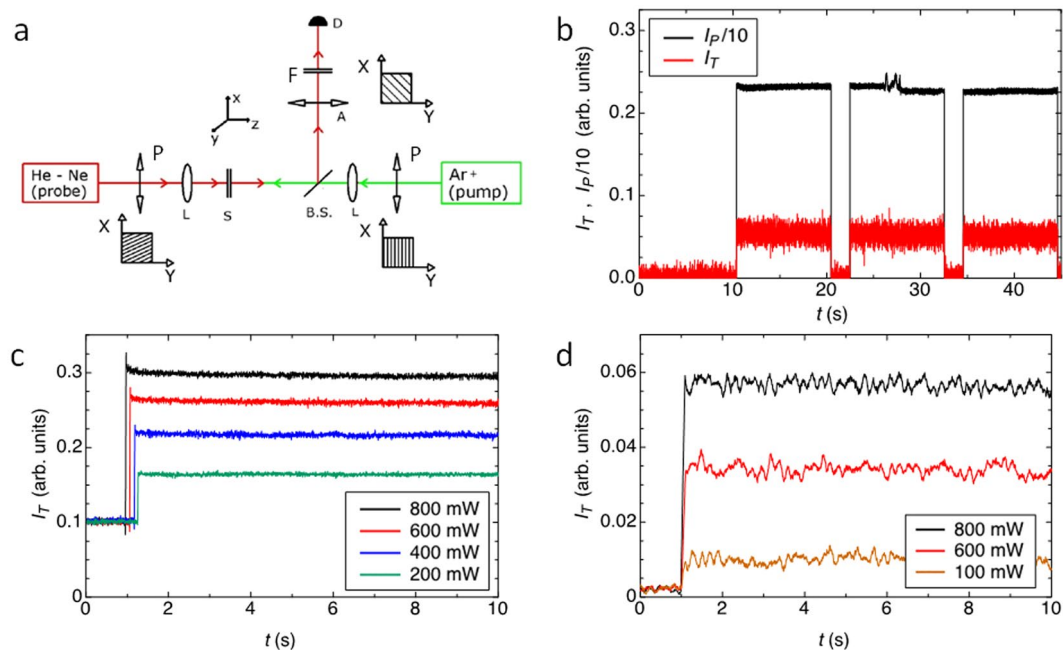 a
D
F
X
Y
A
x
z
y
P
P
He - Ne
(probe)
Ar+
(pump)
L
S
B.S.
L
X
Y
X
Y
b
I_P/10
I_T
I_T , I_P/10 (arb. units)
0.3
0.2
0.1
0.0
0 10 20 30 40
t (s)
c
I_T (arb. units)
0.3
0.2
0.1
0
800 mW
600 mW
400 mW
200 mW
0 2 4 6 8 10
t (s)
d
I_T (arb. units)
0.06
0.04
0.02
0
800 mW
600 mW
100 mW
0 2 4 6 8 10
t (s)